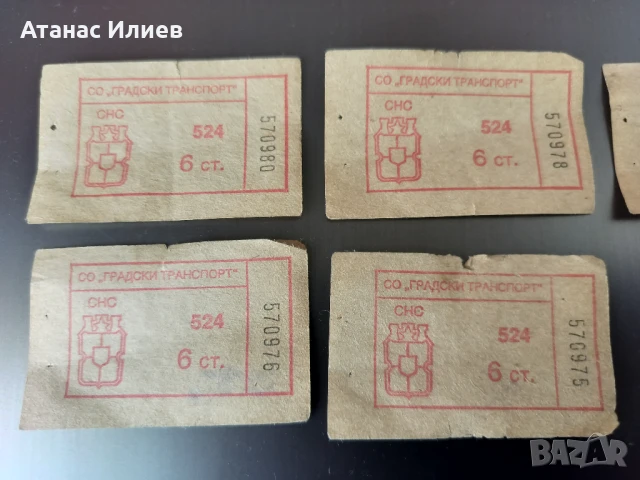 Атанас Илиев
СО „ГРАДСКИ ТРАНСПОРТ“
СНС
524
6 ст.
570980
СО „ГРАДСКИ ТРАНСПОРТ“
СНС
524
6 ст.
570978
СО „ГРАДСКИ ТРАНСПОРТ“
СНС
524
6 ст.
570976
СО „ГРАДСКИ ТРАНСПОРТ“
СНС
524
6 ст.
570975
BAZAR